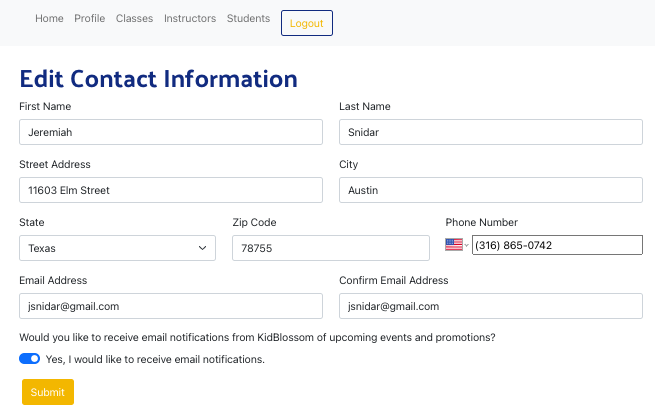 Home Profile Classes Instructors Students Logout
Edit Contact Information
First Name Last Name
Jeremiah Snidar
Street Address City
11603 Elm Street Austin
State Zip Code Phone Number
Texas 78755 (316) 865-0742
Email Address Confirm Email Address
jsnidar@gmail.com jsnidar@gmail.com
Would you like to receive email notifications from KidBlossom of upcoming events and promotions?
Yes, I would like to receive email notifications.
Submit